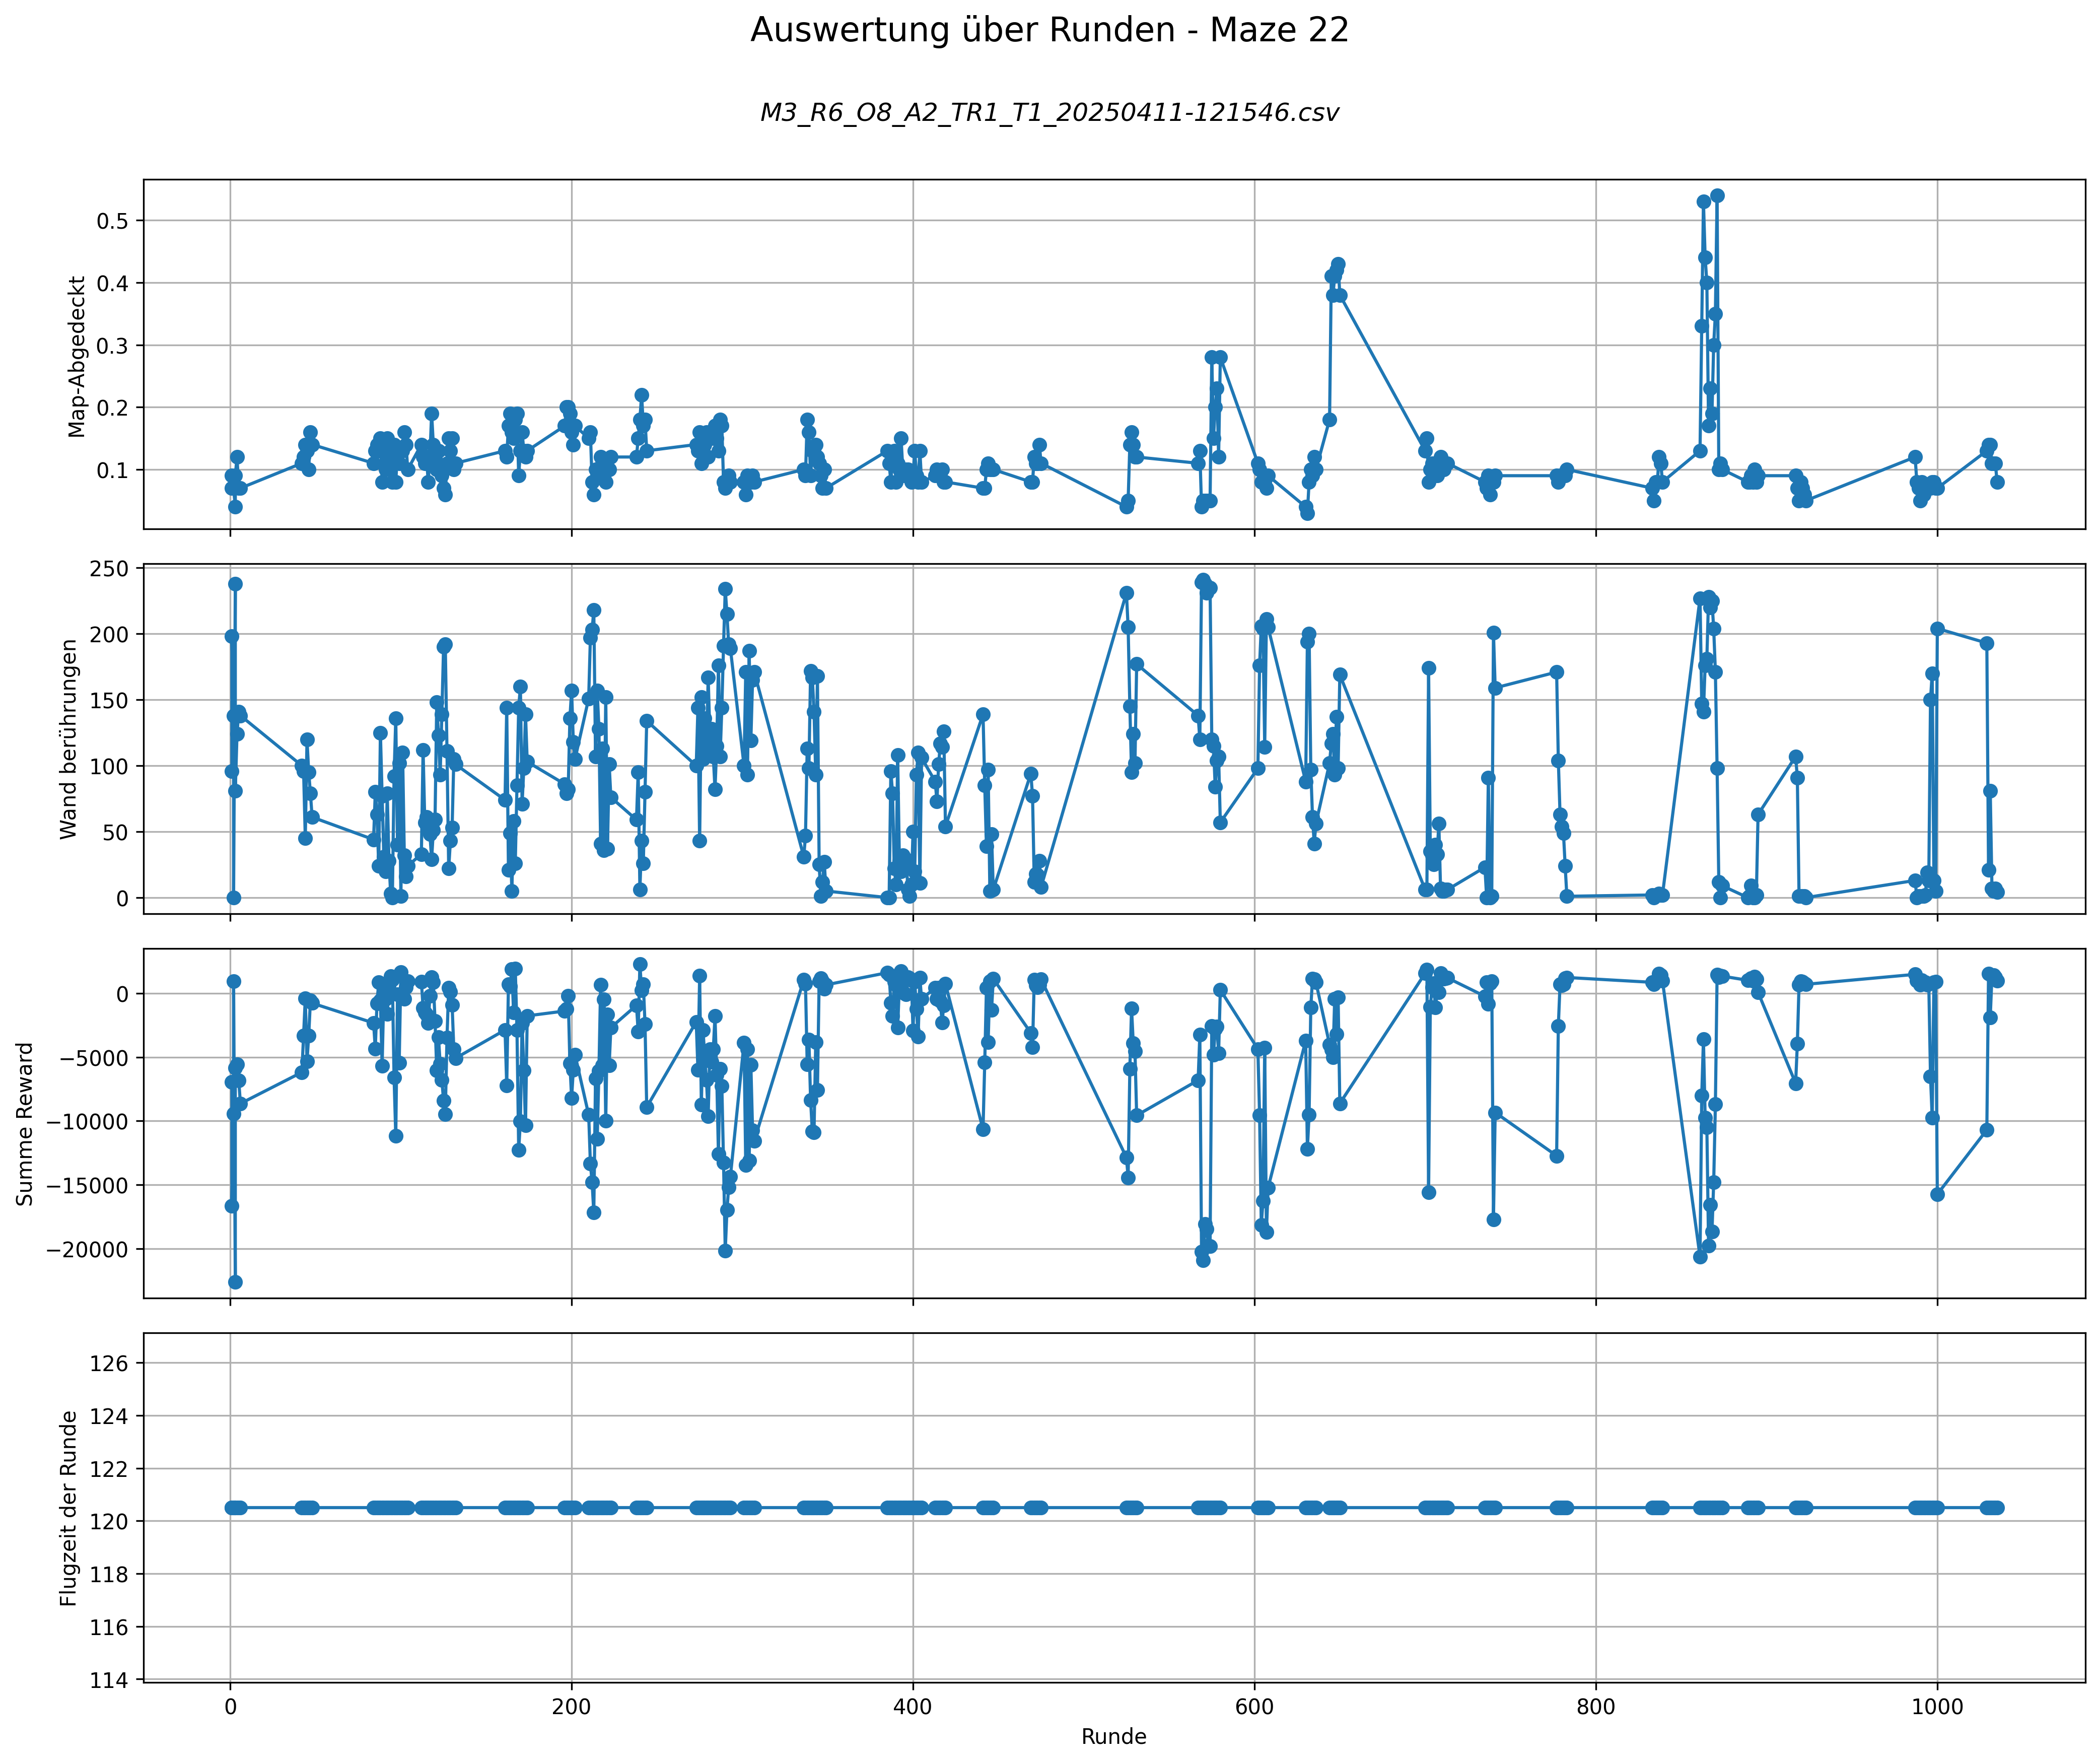 Auswertung über Runden - Maze 22
M3_R6_O8_A2_TR1_T1_20250411-121546.csv
Map-Abgedeckt
0.5
0.4
0.3
0.2
0.1
Wand berührungen
250
200
150
100
50
0
Summe Reward
0
−5000
−10000
−15000
−20000
Flugzeit der Runde
126
124
122
120
118
116
114
0 200 400 600 800 1000
Runde